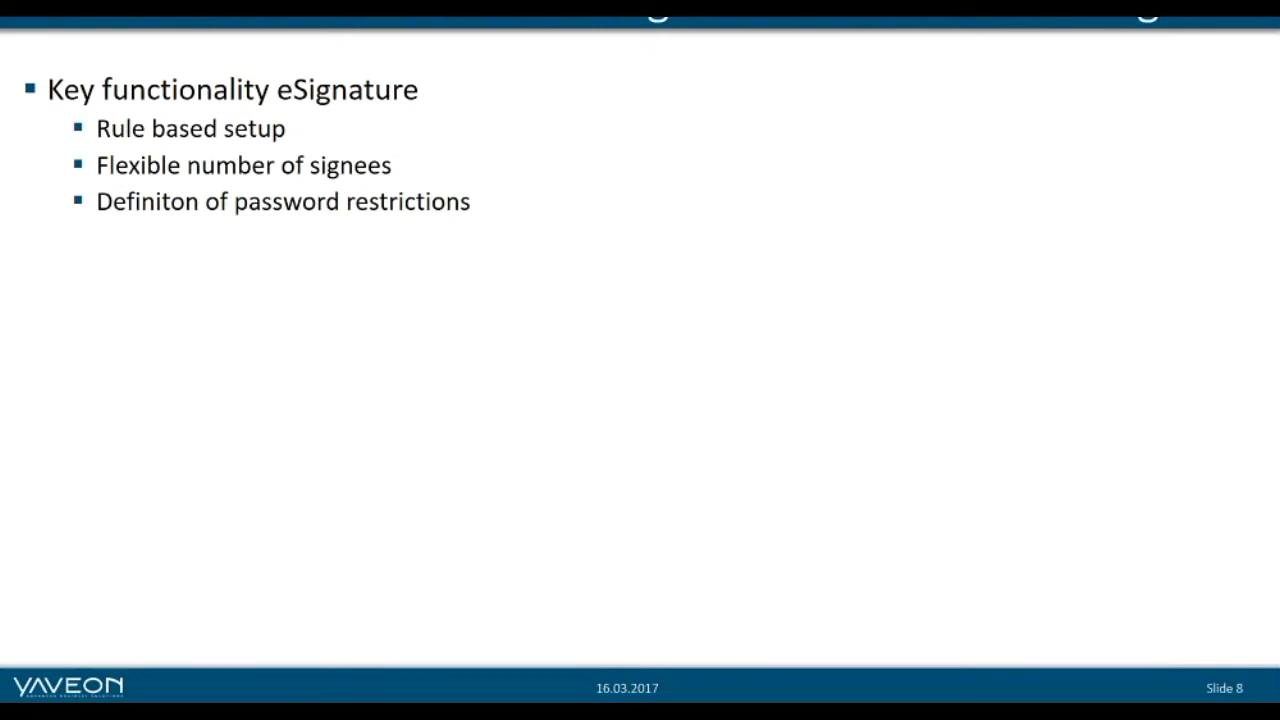 Key functionality eSignature
Rule based setup
Flexible number of signees
Definiton of password restrictions
YAVEON
16.03.2017
Slide 8